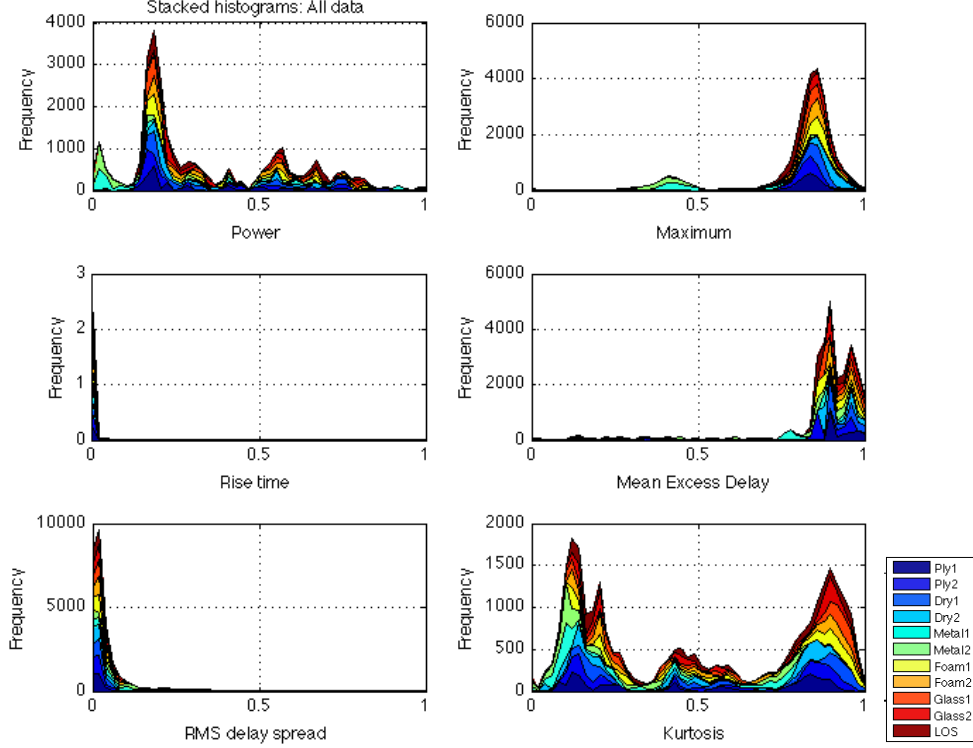 Stacked histograms: All data
4000
3000
2000
1000
0
Frequency
0 0.5 1
Power
6000
4000
2000
0
Frequency
0 0.5 1
Maximum
3
2
1
0
Frequency
0 0.5 1
Rise time
6000
4000
2000
0
Frequency
0 0.5 1
Mean Excess Delay
10000
5000
0
Frequency
0 0.5 1
RMS delay spread
2000
1500
1000
500
0
Frequency
0 0.5 1
Kurtosis
Ply1
Ply2
Dry1
Dry2
Metal1
Metal2
Foam1
Foam2
Glass1
Glass2
LOS